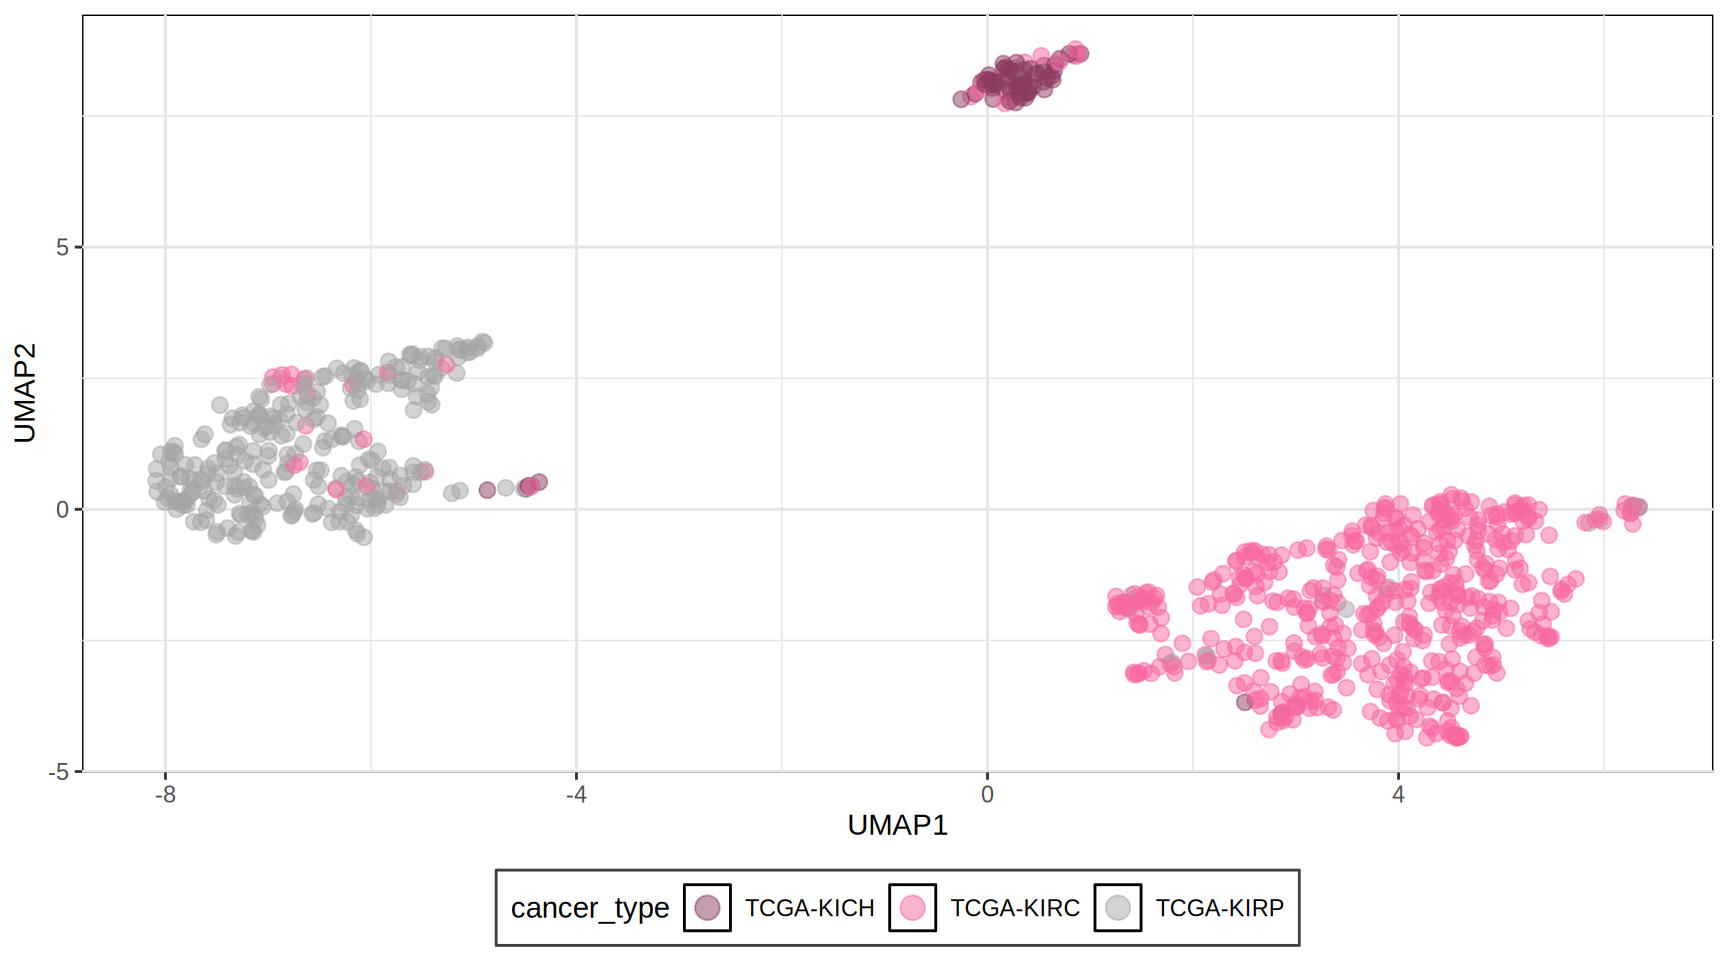 5
0
-5
UMAP2
-8 -4 0 4
UMAP1
cancer_type TCGA-KICH TCGA-KIRC TCGA-KIRP